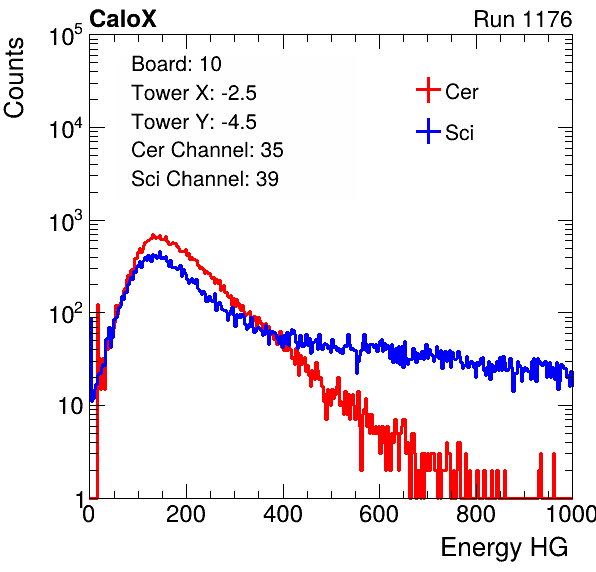 CaloX Run 1176
Counts
10^5
10^4
10^3
10^2
10
1
Board: 10
Tower X: -2.5
Tower Y: -4.5
Cer Channel: 35
Sci Channel: 39
Cer
Sci
0 200 400 600 800 1000
Energy HG